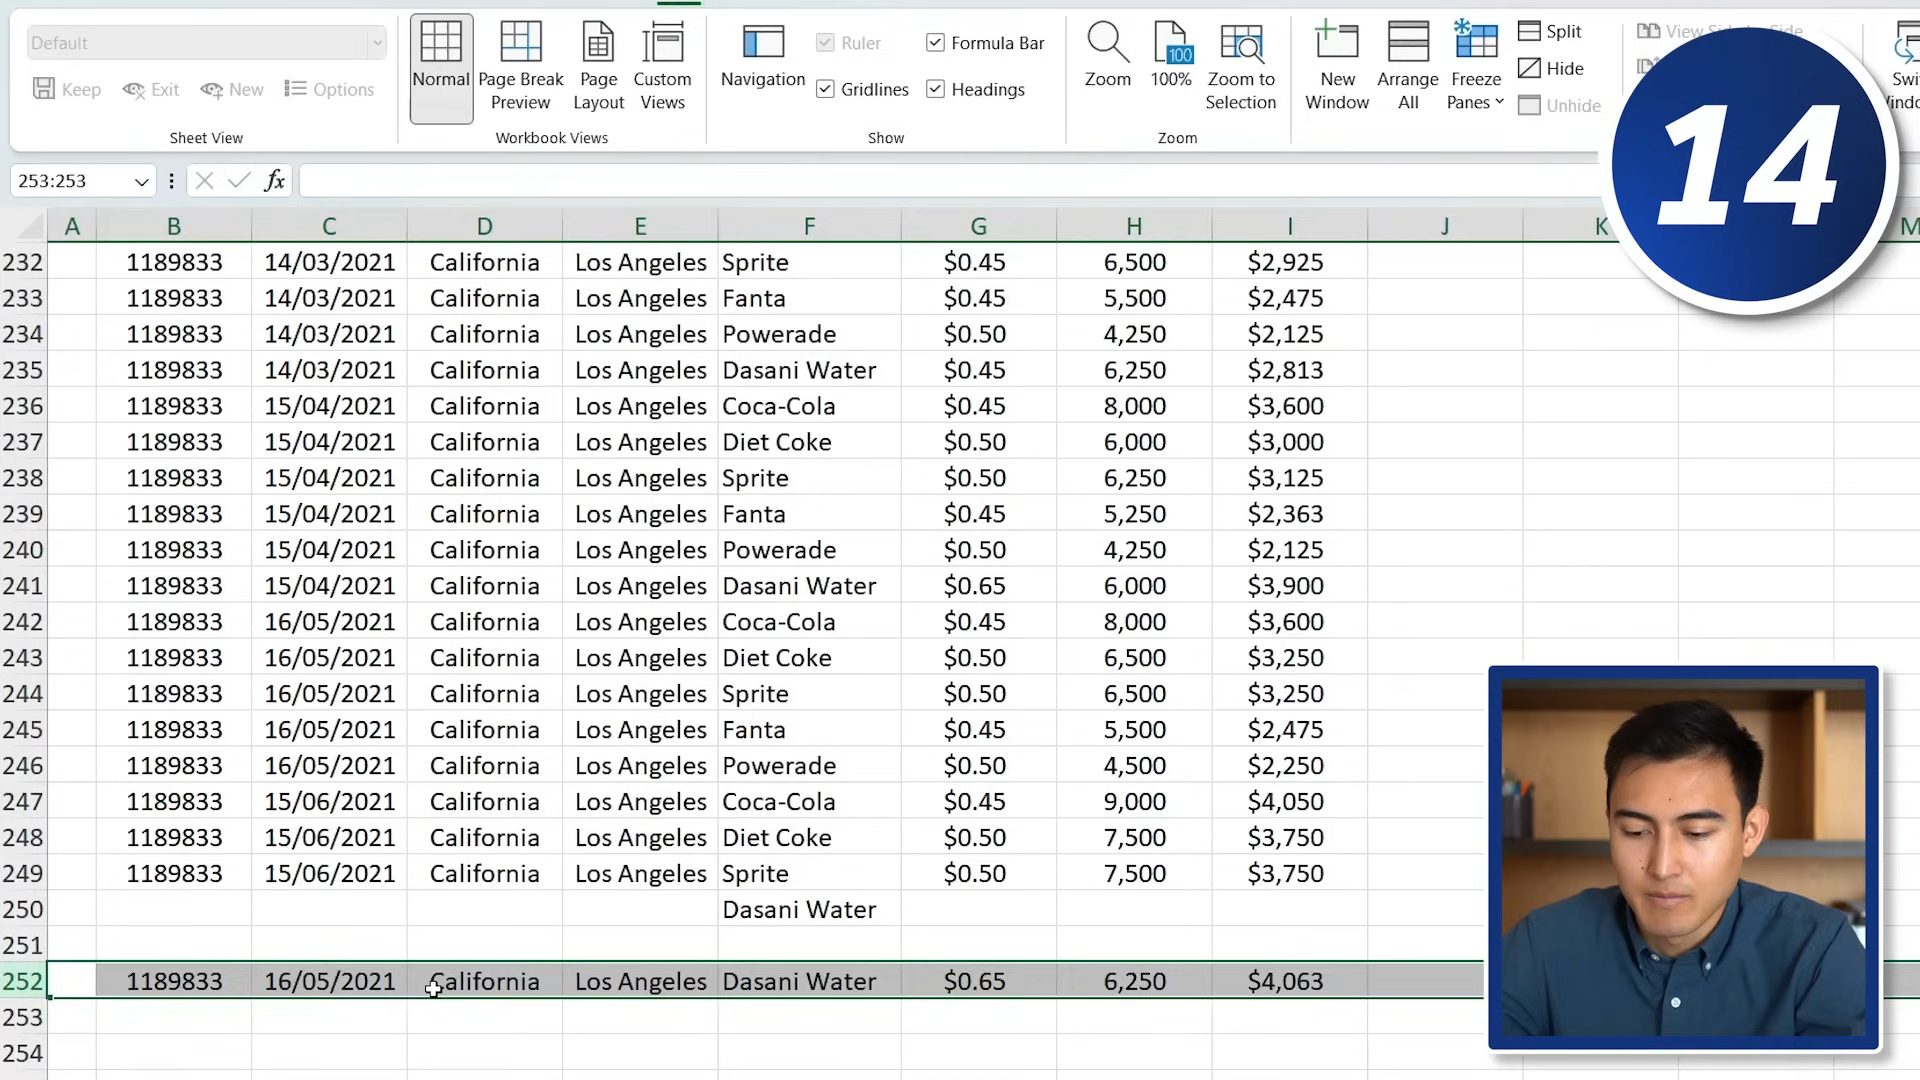 Default
Keep Exit New Options
Sheet View
Normal
Page Break Preview
Page Layout
Custom Views
Workbook Views
Navigation
Ruler
Formula Bar
Gridlines
Headings
Show
Zoom
100
100%
Zoom to Selection
Zoom
New Window
Arrange All
Freeze Panes
Split
Hide
Unhide
14
253:253
fx
A B C D E F G H I J K M
232 1189833 14/03/2021 California Los Angeles Sprite $0.45 6,500 $2,925
233 1189833 14/03/2021 California Los Angeles Fanta $0.45 5,500 $2,475
234 1189833 14/03/2021 California Los Angeles Powerade $0.50 4,250 $2,125
235 1189833 14/03/2021 California Los Angeles Dasani Water $0.45 6,250 $2,813
236 1189833 15/04/2021 California Los Angeles Coca-Cola $0.45 8,000 $3,600
237 1189833 15/04/2021 California Los Angeles Diet Coke $0.50 6,000 $3,000
238 1189833 15/04/2021 California Los Angeles Sprite $0.50 6,250 $3,125
239 1189833 15/04/2021 California Los Angeles Fanta $0.45 5,250 $2,363
240 1189833 15/04/2021 California Los Angeles Powerade $0.50 4,250 $2,125
241 1189833 15/04/2021 California Los Angeles Dasani Water $0.65 6,000 $3,900
242 1189833 16/05/2021 California Los Angeles Coca-Cola $0.45 8,000 $3,600
243 1189833 16/05/2021 California Los Angeles Diet Coke $0.50 6,500 $3,250
244 1189833 16/05/2021 California Los Angeles Sprite $0.50 6,500 $3,250
245 1189833 16/05/2021 California Los Angeles Fanta $0.45 5,500 $2,475
246 1189833 16/05/2021 California Los Angeles Powerade $0.50 4,500 $2,250
247 1189833 15/06/2021 California Los Angeles Coca-Cola $0.45 9,000 $4,050
248 1189833 15/06/2021 California Los Angeles Diet Coke $0.50 7,500 $3,750
249 1189833 15/06/2021 California Los Angeles Sprite $0.50 7,500 $3,750
250 Dasani Water
251
252 1189833 16/05/2021 California Los Angeles Dasani Water $0.65 6,250 $4,063
253
254